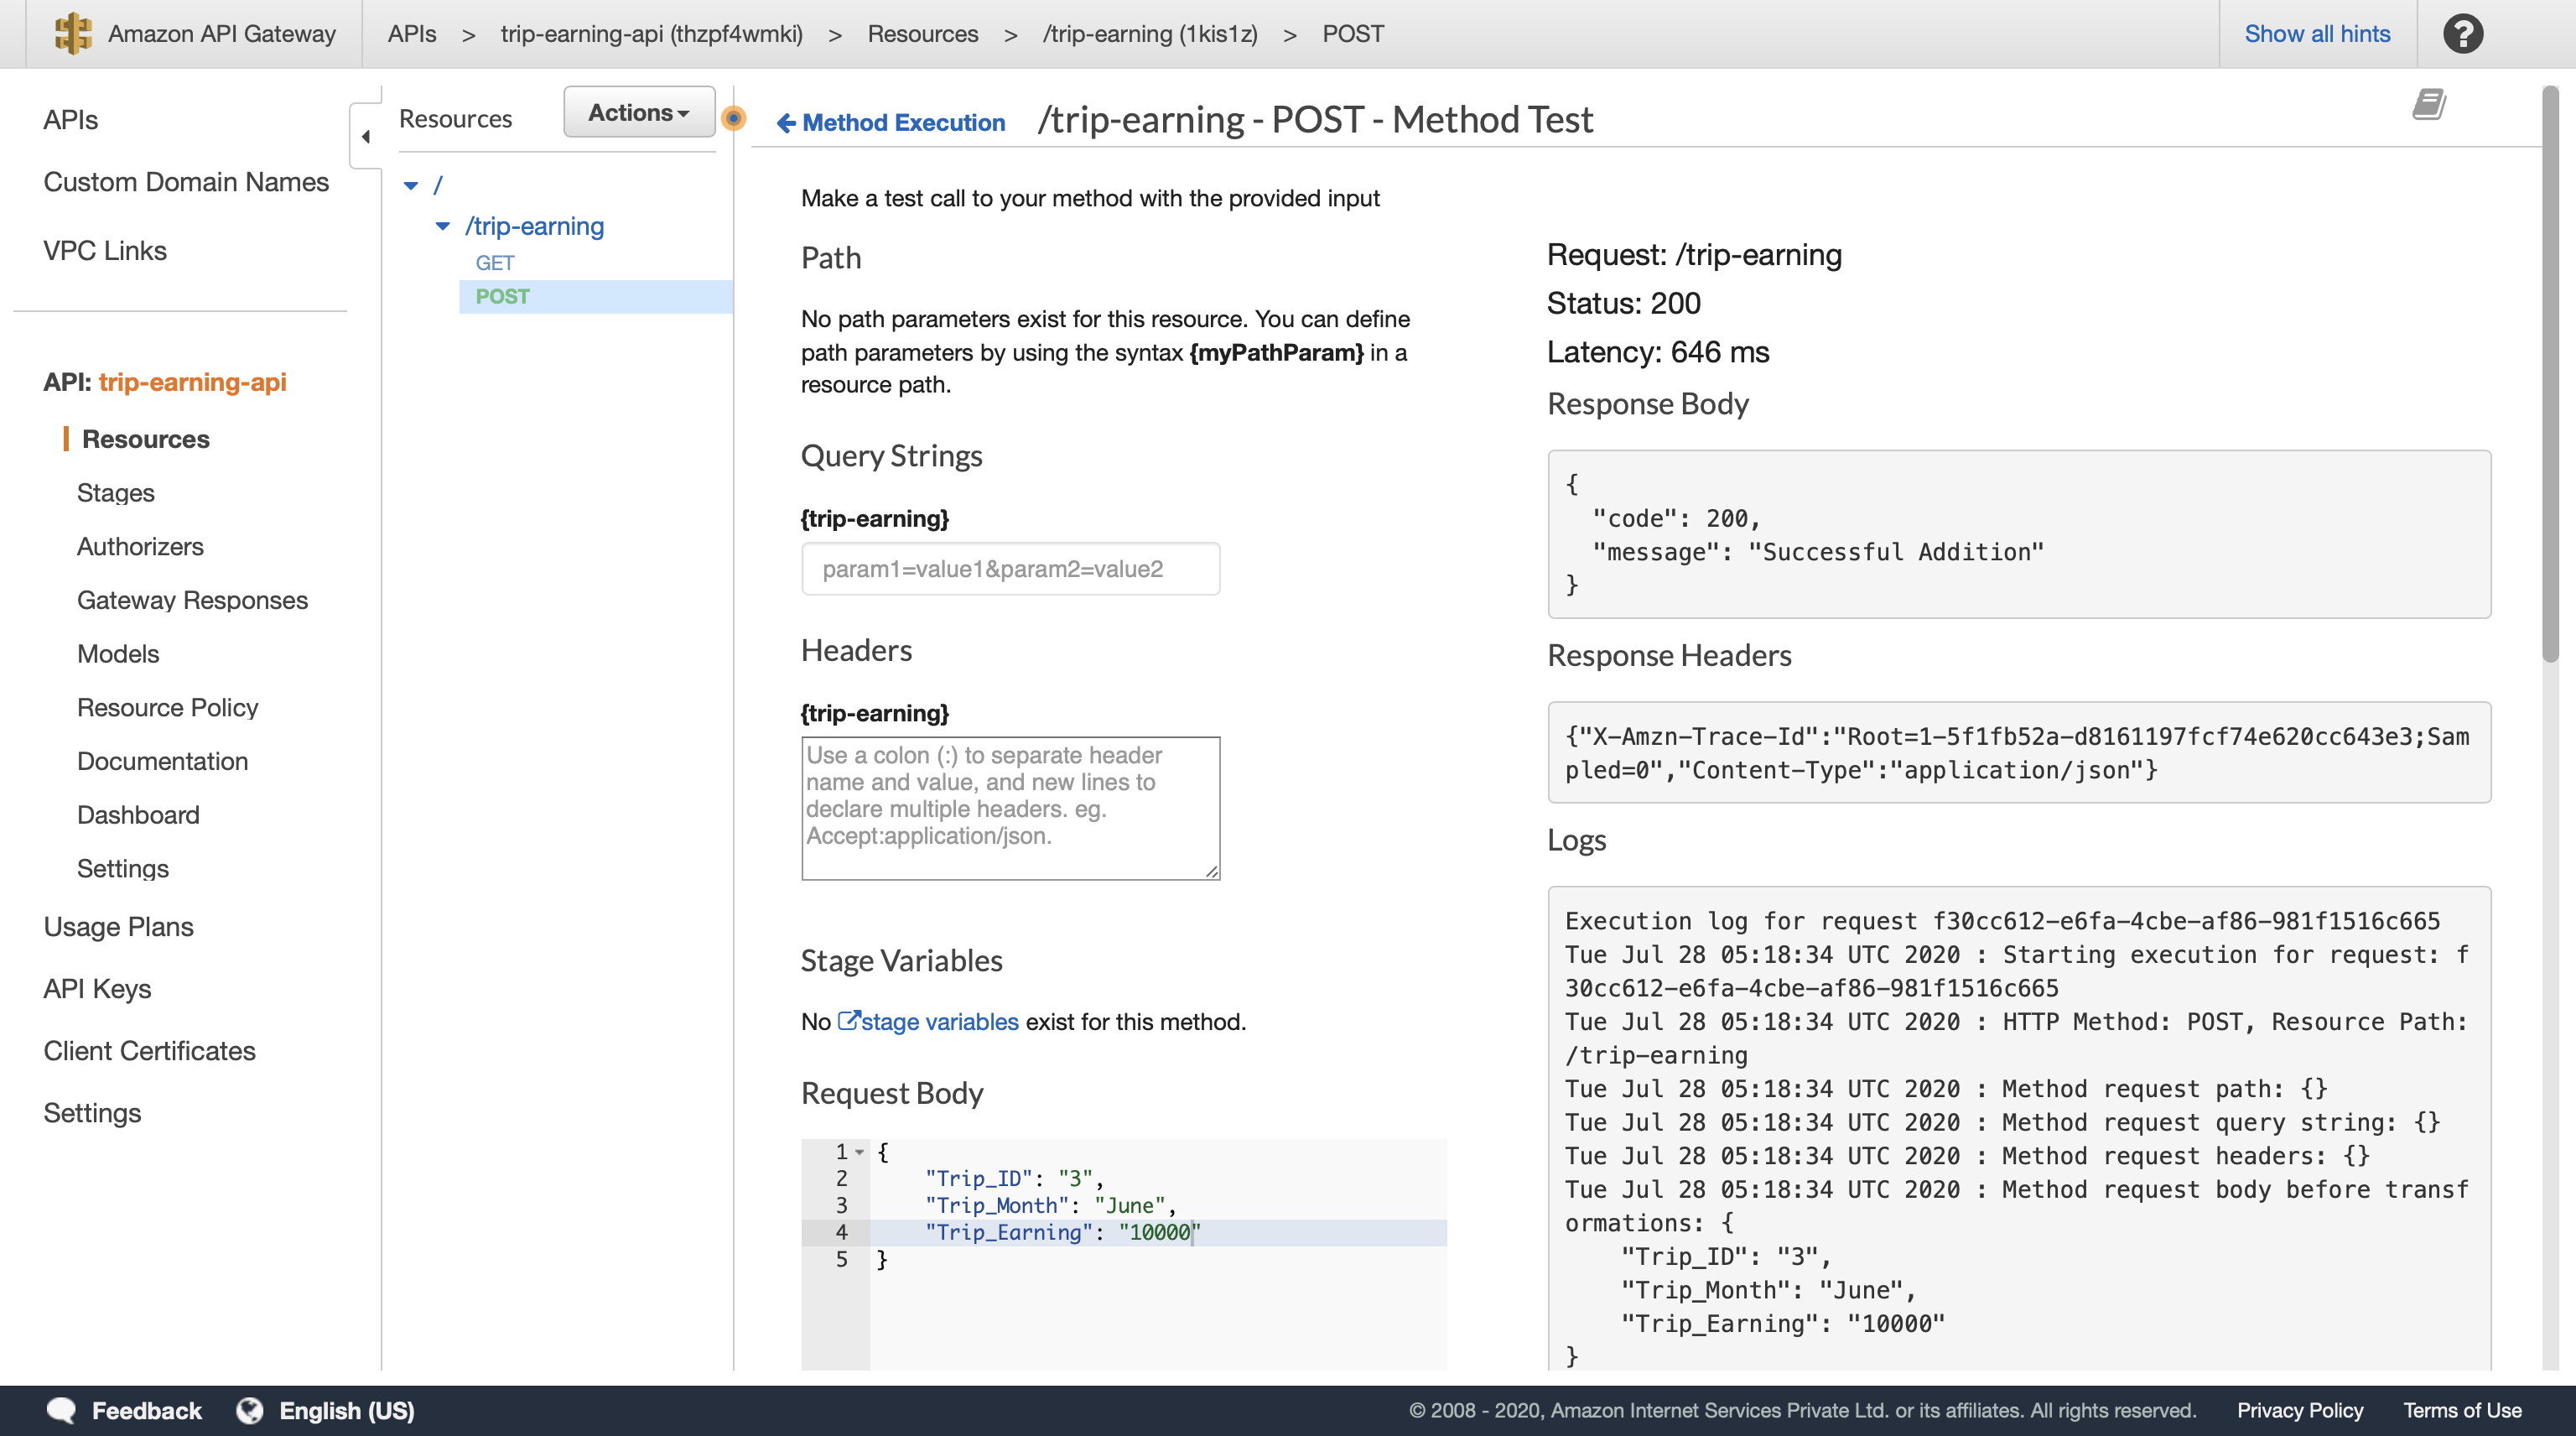 Amazon API Gateway
APIs > trip-earning-api (thzpf4wmki) > Resources > /trip-earning (1kis1z) > POST
Show all hints
?
APIs
Custom Domain Names
VPC Links
API: trip-earning-api
Resources
Stages
Authorizers
Gateway Responses
Models
Resource Policy
Documentation
Dashboard
Settings
Usage Plans
API Keys
Client Certificates
Settings
Resources
Actions
/
/trip-earning
GET
POST
Method Execution
/trip-earning - POST - Method Test
Make a test call to your method with the provided input
Path
No path parameters exist for this resource. You can define
path parameters by using the syntax {myPathParam} in a
resource path.
Query Strings
{trip-earning}
param1=value1&param2=value2
Headers
{trip-earning}
Use a colon (:) to separate header
name and value, and new lines to
declare multiple headers. eg.
Accept:application/json.
Stage Variables
No stage variables exist for this method.
Request Body
1 {
2 "Trip_ID": "3",
3 "Trip_Month": "June",
4 "Trip_Earning": "10000"
5 }
Request: /trip-earning
Status: 200
Latency: 646 ms
Response Body
{
"code": 200,
"message": "Successful Addition"
}
Response Headers
{"X-Amzn-Trace-Id":"Root=1-5f1fb52a-d8161197fcf74e620cc643e3;Sam
pled=0","Content-Type":"application/json"}
Logs
Execution log for request f30cc612-e6fa-4cbe-af86-981f1516c665
Tue Jul 28 05:18:34 UTC 2020 : Starting execution for request: f
30cc612-e6fa-4cbe-af86-981f1516c665
Tue Jul 28 05:18:34 UTC 2020 : HTTP Method: POST, Resource Path:
/trip-earning
Tue Jul 28 05:18:34 UTC 2020 : Method request path: {}
Tue Jul 28 05:18:34 UTC 2020 : Method request query string: {}
Tue Jul 28 05:18:34 UTC 2020 : Method request headers: {}
Tue Jul 28 05:18:34 UTC 2020 : Method request body before transf
ormations: {
"Trip_ID": "3",
"Trip_Month": "June",
"Trip_Earning": "10000"
}
Feedback
English (US)
© 2008 - 2020, Amazon Internet Services Private Ltd. or its affiliates. All rights reserved.
Privacy Policy
Terms of Use